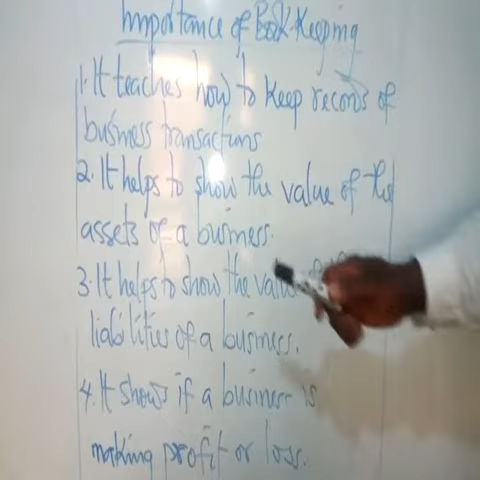 Importance of Book-Keeping
1. It teaches how to keep records of
business transactions
2. It helps to show the value of the
assets of a business.
3. It helps to show the value
liabilities of a business.
4. It shows if a business is
making profit or loss.